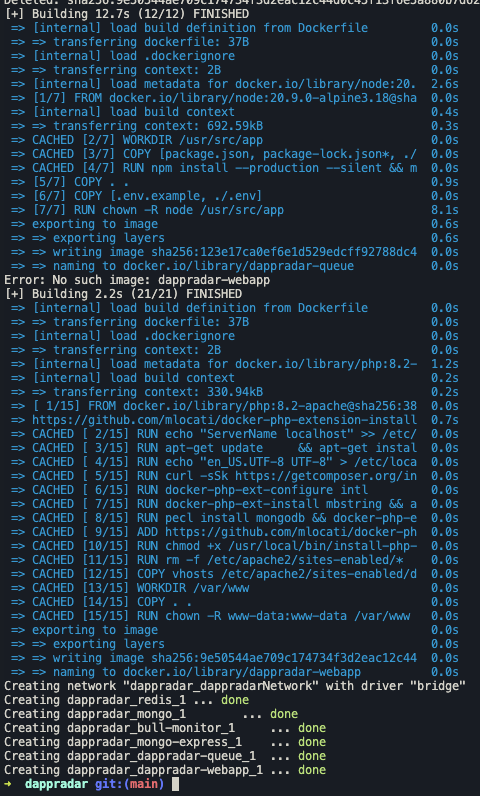 Deleted: sha256:9e50544ae709c174734f3d2eac12c44d0c45f13f6e5a880b7d62
[+] Building 12.7s (12/12) FINISHED
=> [internal] load build definition from Dockerfile 0.0s
=> => transferring dockerfile: 37B 0.0s
=> [internal] load .dockerignore 0.0s
=> => transferring context: 2B 0.0s
=> [internal] load metadata for docker.io/library/node:20. 2.6s
=> [1/7] FROM docker.io/library/node:20.9.0-alpine3.18@sha 0.0s
=> [internal] load build context 0.4s
=> => transferring context: 692.59kB 0.3s
=> CACHED [2/7] WORKDIR /usr/src/app 0.0s
=> CACHED [3/7] COPY [package.json, package-lock.json*, ./ 0.0s
=> CACHED [4/7] RUN npm install --production --silent && m 0.0s
=> [5/7] COPY . . 0.9s
=> [6/7] COPY [.env.example, ./.env] 0.0s
=> [7/7] RUN chown -R node /usr/src/app 8.1s
=> exporting to image 0.6s
=> => exporting layers 0.6s
=> => writing image sha256:123e17ca0ef6e1d529edcff92788dc4 0.0s
=> => naming to docker.io/library/dappradar-queue 0.0s
Error: No such image: dappradar-webapp
[+] Building 2.2s (21/21) FINISHED
=> [internal] load build definition from Dockerfile 0.0s
=> => transferring dockerfile: 37B 0.0s
=> [internal] load .dockerignore 0.0s
=> => transferring context: 2B 0.0s
=> [internal] load metadata for docker.io/library/php:8.2- 1.2s
=> [internal] load build context 0.2s
=> => transferring context: 330.94kB 0.2s
=> [ 1/15] FROM docker.io/library/php:8.2-apache@sha256:38 0.0s
=> https://github.com/mlocati/docker-php-extension-install 0.7s
=> CACHED [ 2/15] RUN echo "ServerName localhost" >> /etc/ 0.0s
=> CACHED [ 3/15] RUN apt-get update && apt-get instal 0.0s
=> CACHED [ 4/15] RUN echo "en_US.UTF-8 UTF-8" > /etc/loca 0.0s
=> CACHED [ 5/15] RUN curl -sSk https://getcomposer.org/in 0.0s
=> CACHED [ 6/15] RUN docker-php-ext-configure intl 0.0s
=> CACHED [ 7/15] RUN docker-php-ext-install mbstring && a 0.0s
=> CACHED [ 8/15] RUN pecl install mongodb && docker-php-e 0.0s
=> CACHED [ 9/15] ADD https://github.com/mlocati/docker-ph 0.0s
=> CACHED [10/15] RUN chmod +x /usr/local/bin/install-php- 0.0s
=> CACHED [11/15] RUN rm -f /etc/apache2/sites-enabled/* 0.0s
=> CACHED [12/15] COPY vhosts /etc/apache2/sites-enabled/d 0.0s
=> CACHED [13/15] WORKDIR /var/www 0.0s
=> CACHED [14/15] COPY . . 0.0s
=> CACHED [15/15] RUN chown -R www-data:www-data /var/www 0.0s
=> exporting to image 0.0s
=> => exporting layers 0.0s
=> => writing image sha256:9e50544ae709c174734f3d2eac12c44 0.0s
=> => naming to docker.io/library/dappradar-webapp 0.0s
Creating network "dappradar_dappradarNetwork" with driver "bridge"
Creating dappradar_redis_1 ... done
Creating dappradar_mongo_1 ... done
Creating dappradar_bull-monitor_1 ... done
Creating dappradar_mongo-express_1 ... done
Creating dappradar_dappradar-queue_1 ... done
Creating dappradar_dappradar-webapp_1 ... done
→ dappradar git:(main)